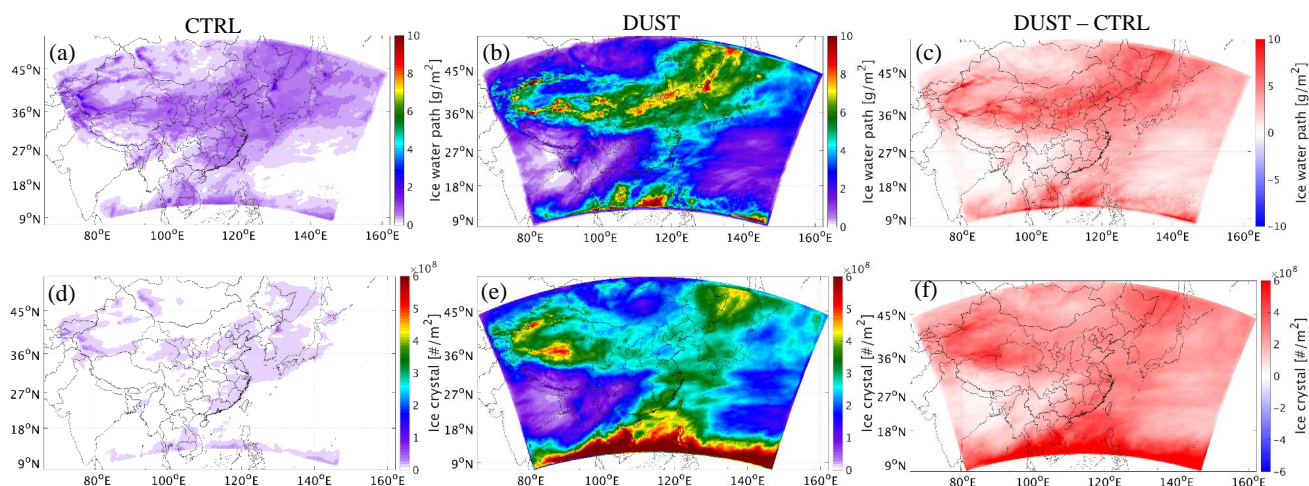 CTRL
DUST
DUST – CTRL
(a)
45°N
36°N
27°N
18°N
9°N
80°E
100°E
120°E
140°E
160°E
10
8
6
4
2
0
Ice water path [g/m²]
(b)
45°N
36°N
27°N
18°N
9°N
80°E
100°E
120°E
140°E
160°E
10
8
6
4
2
0
Ice water path [g/m²]
(c)
45°N
36°N
27°N
18°N
9°N
80°E
100°E
120°E
140°E
160°E
10
5
0
−5
−10
Ice water path [g/m²]
(d)
45°N
36°N
27°N
18°N
9°N
80°E
100°E
120°E
140°E
160°E
×10⁸
6
5
4
3
2
1
0
Ice crystal [#/m²]
(e)
45°N
36°N
27°N
18°N
9°N
80°E
100°E
120°E
140°E
160°E
×10⁸
6
5
4
3
2
1
0
Ice crystal [#/m²]
(f)
45°N
36°N
27°N
18°N
9°N
80°E
100°E
120°E
140°E
160°E
×10⁸
6
4
2
0
−2
−4
−6
Ice crystal [#/m²]